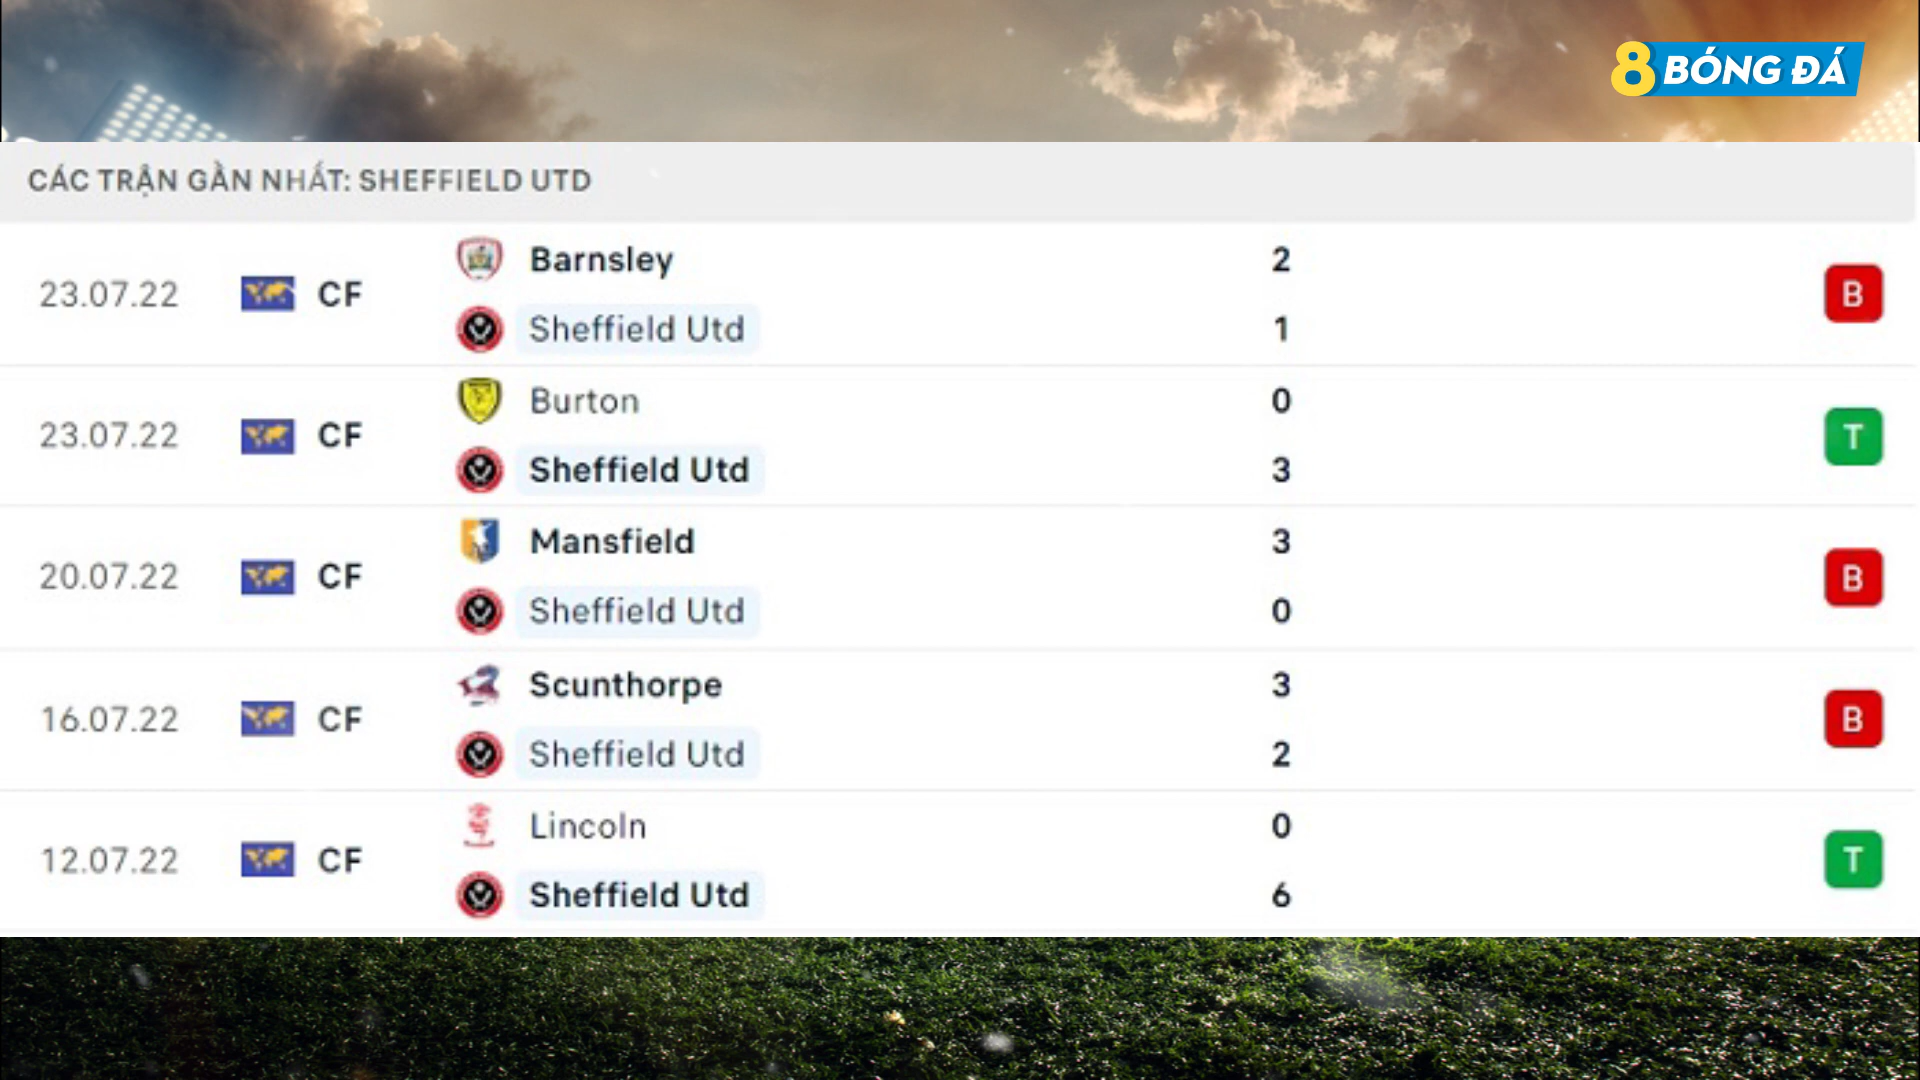 8 BÓNG ĐÁ
CÁC TRẬN GẦN NHẤT: SHEFFIELD UTD
23.07.22 CF Barnsley 2 B
Sheffield Utd 1
23.07.22 CF Burton 0 T
Sheffield Utd 3
20.07.22 CF Mansfield 3 B
Sheffield Utd 0
16.07.22 CF Scunthorpe 3 B
Sheffield Utd 2
12.07.22 CF Lincoln 0 T
Sheffield Utd 6